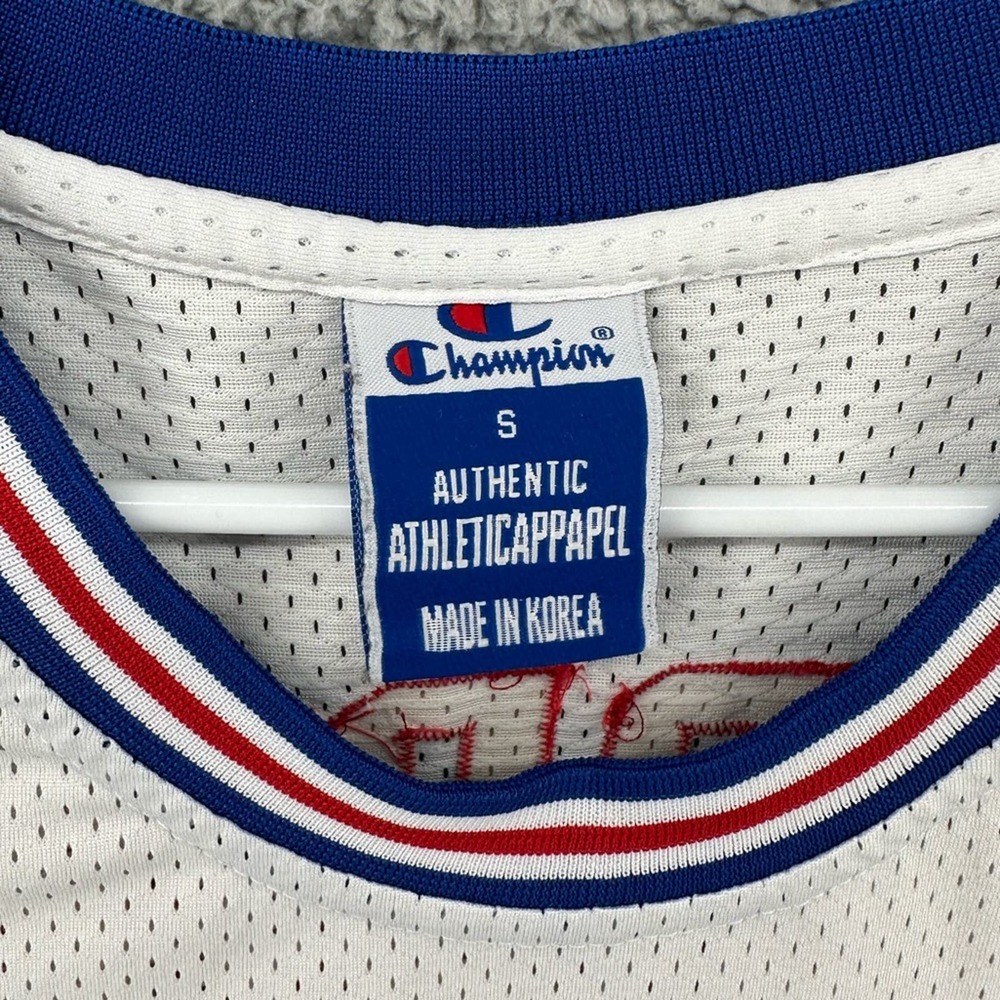 Champion®
S
AUTHENTIC
ATHLETICAPPAPEL
MADE IN KOREA